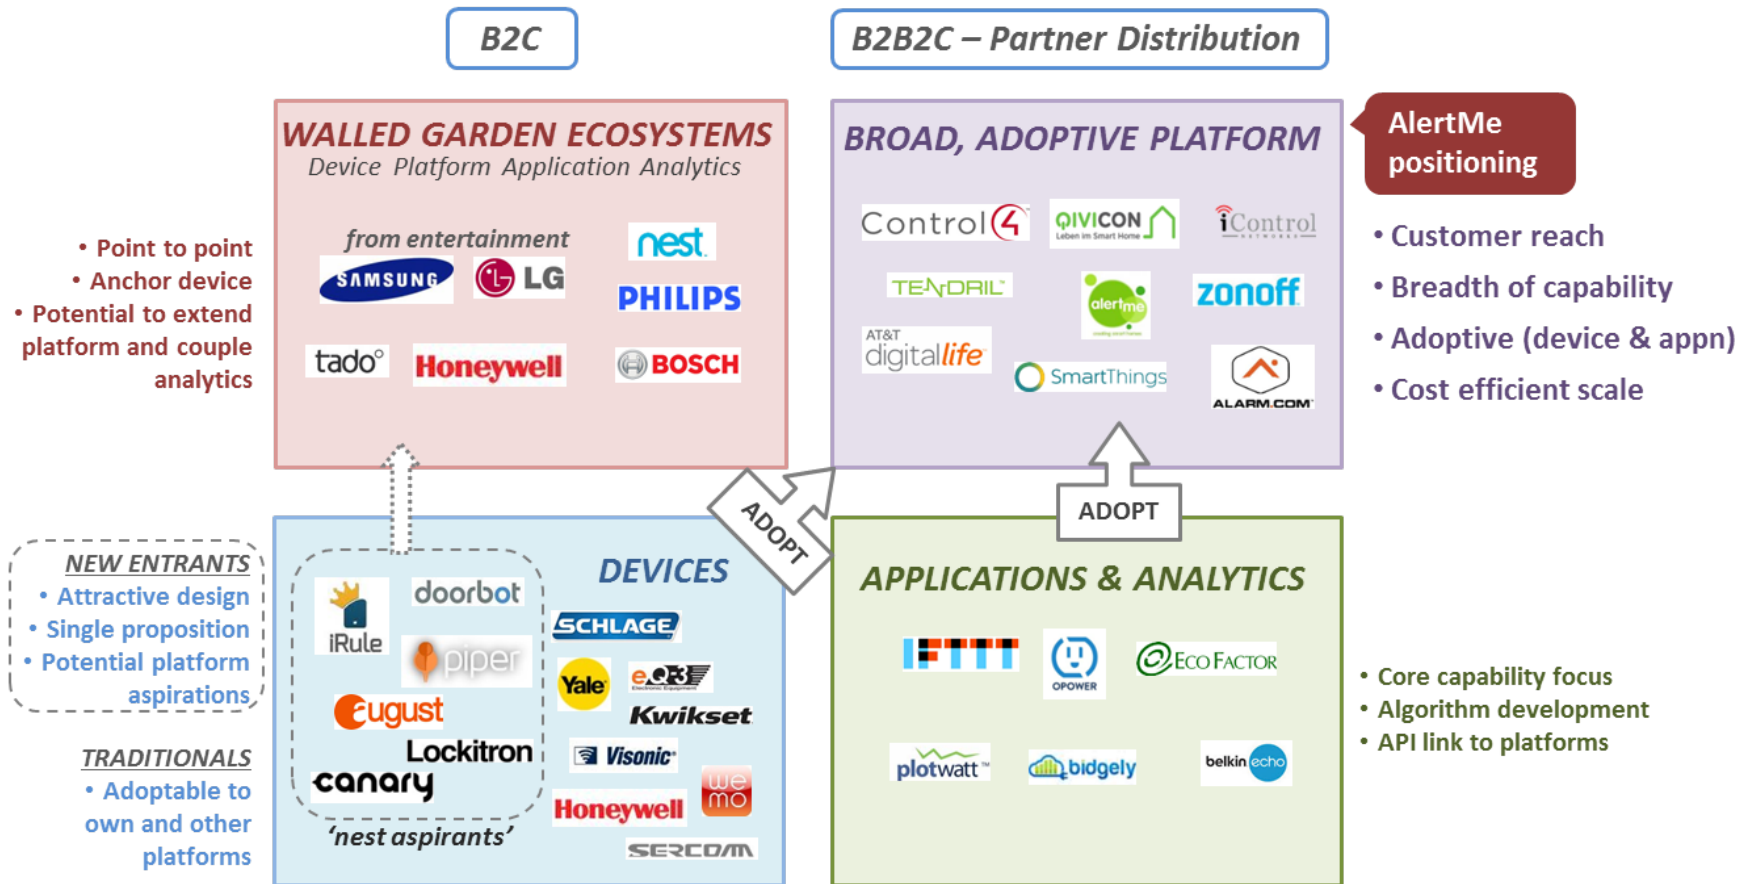 B2C
B2B2C – Partner Distribution
WALLED GARDEN ECOSYSTEMS
Device Platform Application Analytics
from entertainment
SAMSUNG
LG
nest
PHILIPS
tado°
Honeywell
BOSCH
• Point to point
• Anchor device
• Potential to extend
platform and couple
analytics
BROAD, ADOPTIVE PLATFORM
Control4
QIVICON
Leben im Smart Home
iControl
NETWORKS
TENDRIL™
alertme
zonoff
AT&T
digitallife
SmartThings
ALARM.COM
AlertMe
positioning
• Customer reach
• Breadth of capability
• Adoptive (device & appn)
• Cost efficient scale
ADOPT
ADOPT
NEW ENTRANTS
• Attractive design
• Single proposition
• Potential platform
aspirations
TRADITIONALS
• Adoptable to
own and other
platforms
DEVICES
iRule
doorbot
piper
august
Lockitron
canary
'nest aspirants'
SCHLAGE
Yale
e.Q-3
Electronic Equipment
Kwikset
Visonic
Honeywell
we
mo
SERCOMM
APPLICATIONS & ANALYTICS
IFTTT
OPOWER
ECOFACTOR
plotwatt™
bidgely
belkin echo
• Core capability focus
• Algorithm development
• API link to platforms